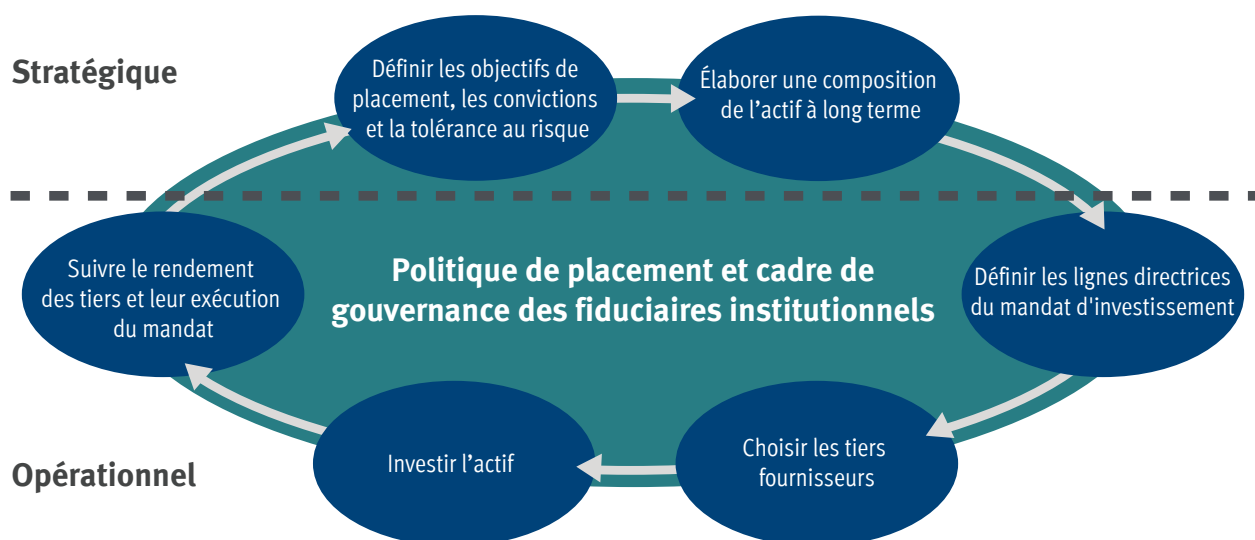 Stratégique
Définir les objectifs de
placement, les convictions
et la tolérance au risque
Élaborer une composition
de l’actif à long terme
Suivre le rendement
des tiers et leur exécution
du mandat
Politique de placement et cadre de
gouvernance des fiduciaires institutionnels
Définir les lignes directrices
du mandat d'investissement
Opérationnel
Investir l’actif
Choisir les tiers
fournisseurs